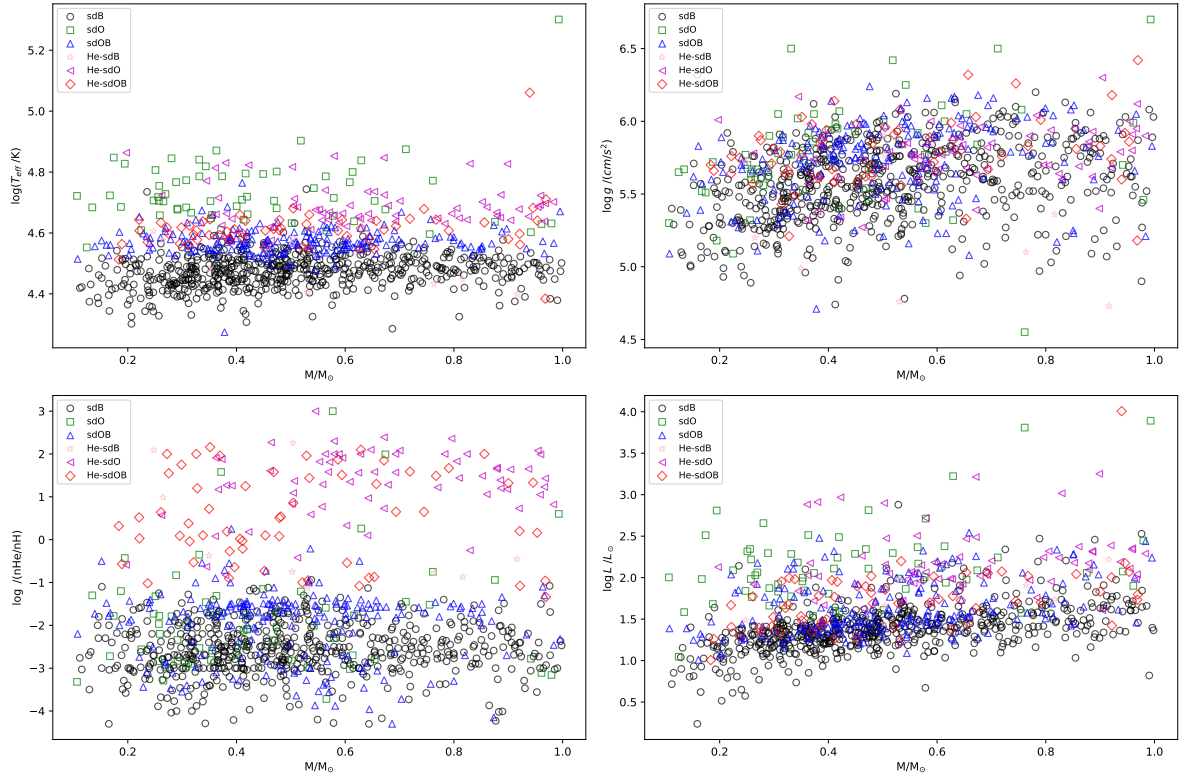 sdB
sdO
sdOB
He-sdB
He-sdO
He-sdOB
5.2
5.0
4.8
4.6
4.4
log(T_eff /K)
0.2 0.4 0.6 0.8 1.0
M/M⊙
sdB
sdO
sdOB
He-sdB
He-sdO
He-sdOB
6.5
6.0
5.5
5.0
4.5
log g /(cm/s²)
0.2 0.4 0.6 0.8 1.0
M/M⊙
sdB
sdO
sdOB
He-sdB
He-sdO
He-sdOB
3
2
1
0
−1
−2
−3
−4
log /(nHe/nH)
0.2 0.4 0.6 0.8 1.0
M/M⊙
sdB
sdO
sdOB
He-sdB
He-sdO
He-sdOB
4.0
3.5
3.0
2.5
2.0
1.5
1.0
0.5
log L /L⊙
0.2 0.4 0.6 0.8 1.0
M/M⊙